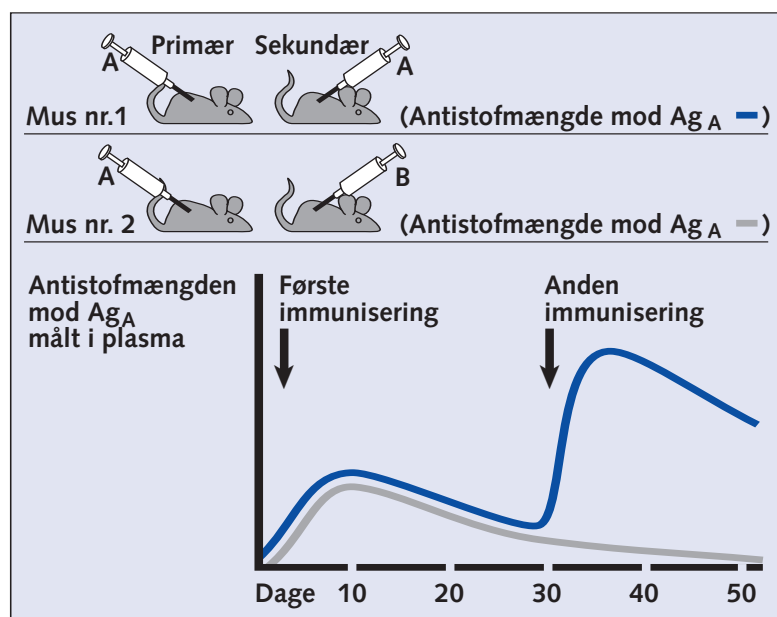 Primær Sekundær
A A
Mus nr.1 (Antistofmængde mod Ag A )
A B
Mus nr. 2 (Antistofmængde mod Ag A )
Antistofmængden
mod AgA
målt i plasma
Første
immunisering
Anden
immunisering
Dage 10 20 30 40 50